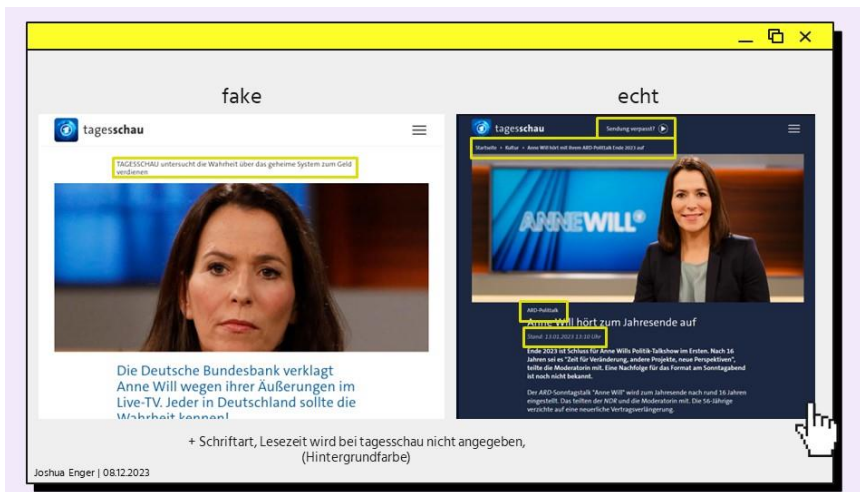 fake
echt
tagesschau
TAGESSCHAU untersucht die Wahrheit über das geheime System zum Geld
verdienen
Die Deutsche Bundesbank verklagt
Anne Will wegen ihrer Äußerungen im
Live-TV. Jeder in Deutschland sollte die
Wahrheit kennen!
tagesschau
Sendung verpasst?
Startseite Kultur Anne Will hört mit ihrem ARD-Polittalk Ende 2023 auf
ANNE WILL®
ARD-Polittalk
Anne Will hört zum Jahresende auf
Stand: 13.01.2023 13:10 Uhr
Ende 2023 ist Schluss für Anne Wills Politik-Talkshow im Ersten. Nach 16
Jahren sei es "Zeit für Veränderung, andere Projekte, neue Perspektiven",
teilte die Moderatorin mit. Eine Nachfolge für das Format am Sonntagabend
ist noch nicht bekannt.
Der ARD-Sonntagstalk "Anne Will" wird zum Jahresende nach rund 16 Jahren
eingestellt. Das teilten der NDR und die Moderatorin mit. Die 56-Jährige
verzichte auf eine neuerliche Vertragsverlängerung.
+ Schriftart, Lesezeit wird bei tagesschau nicht angegeben,
(Hintergrundfarbe)
Joshua Enger | 08.12.2023